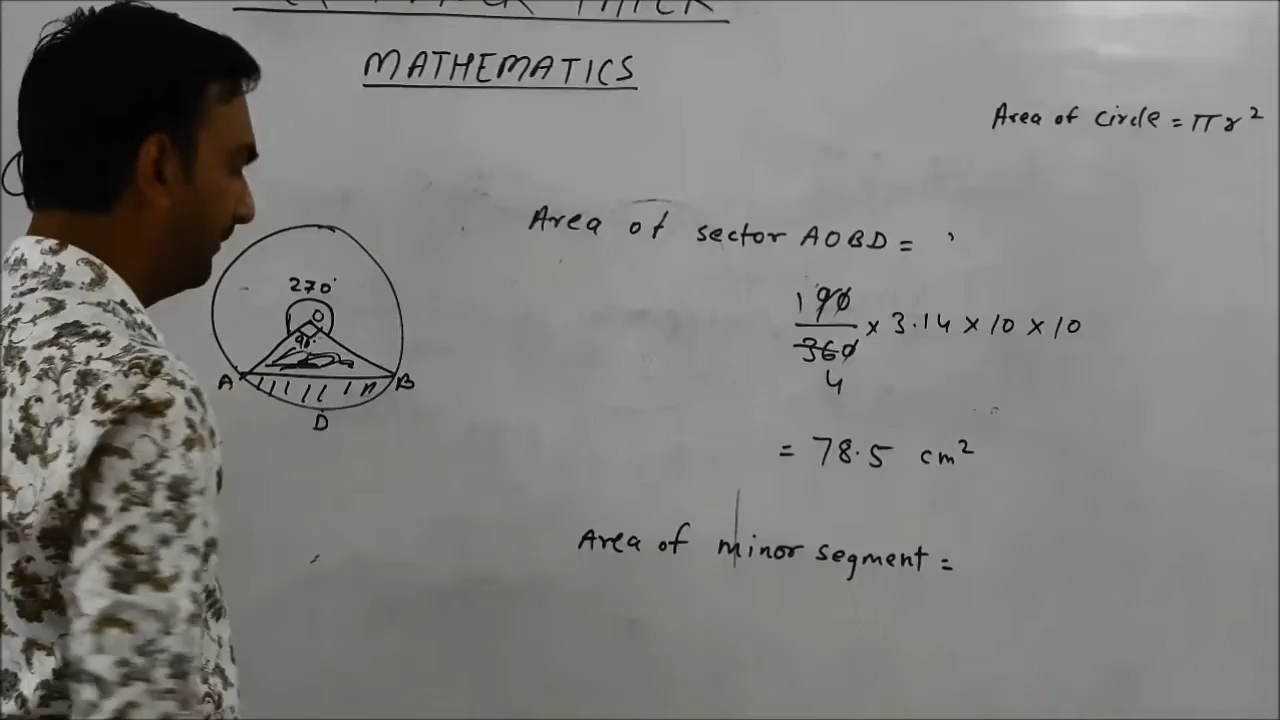 MATHEMATICS
Area of circle = πr²
Area of sector AOBD =
1 90
360
4
× 3.14 × 10 × 10
270°
O
90°
A
B
D
= 78.5 cm²
Area of minor segment =